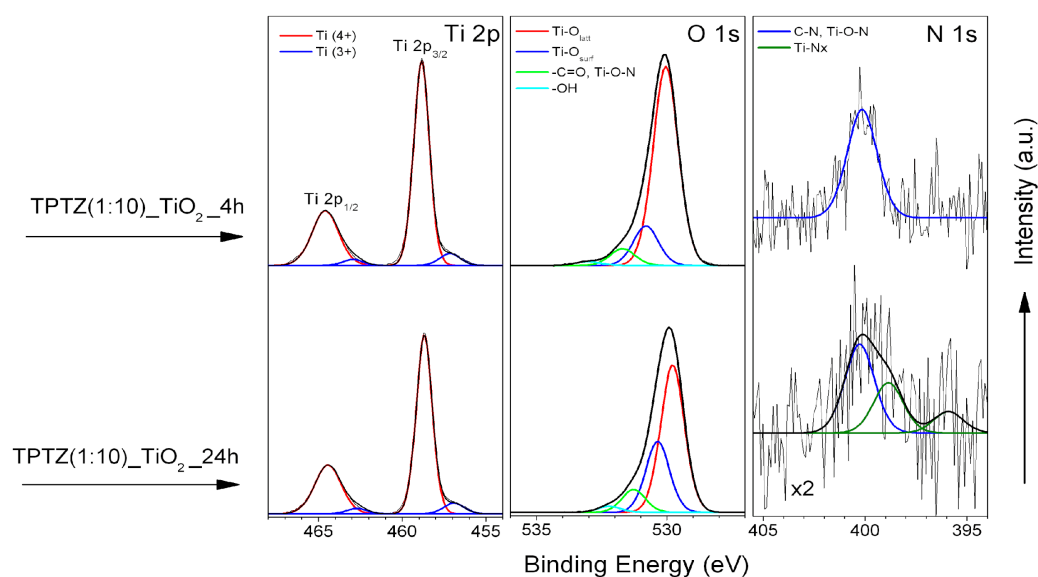 Ti (4+)
Ti (3+)
Ti 2p
Ti 2p3/2
Ti 2p1/2
Ti-Olatt
Ti-Osurf
-C=O, Ti-O-N
-OH
O 1s
C-N, Ti-O-N
Ti-Nx
N 1s
TPTZ(1:10)_TiO2_4h
TPTZ(1:10)_TiO2_24h
x2
Intensity (a.u.)
465 460 455 535 530 405 400 395
Binding Energy (eV)